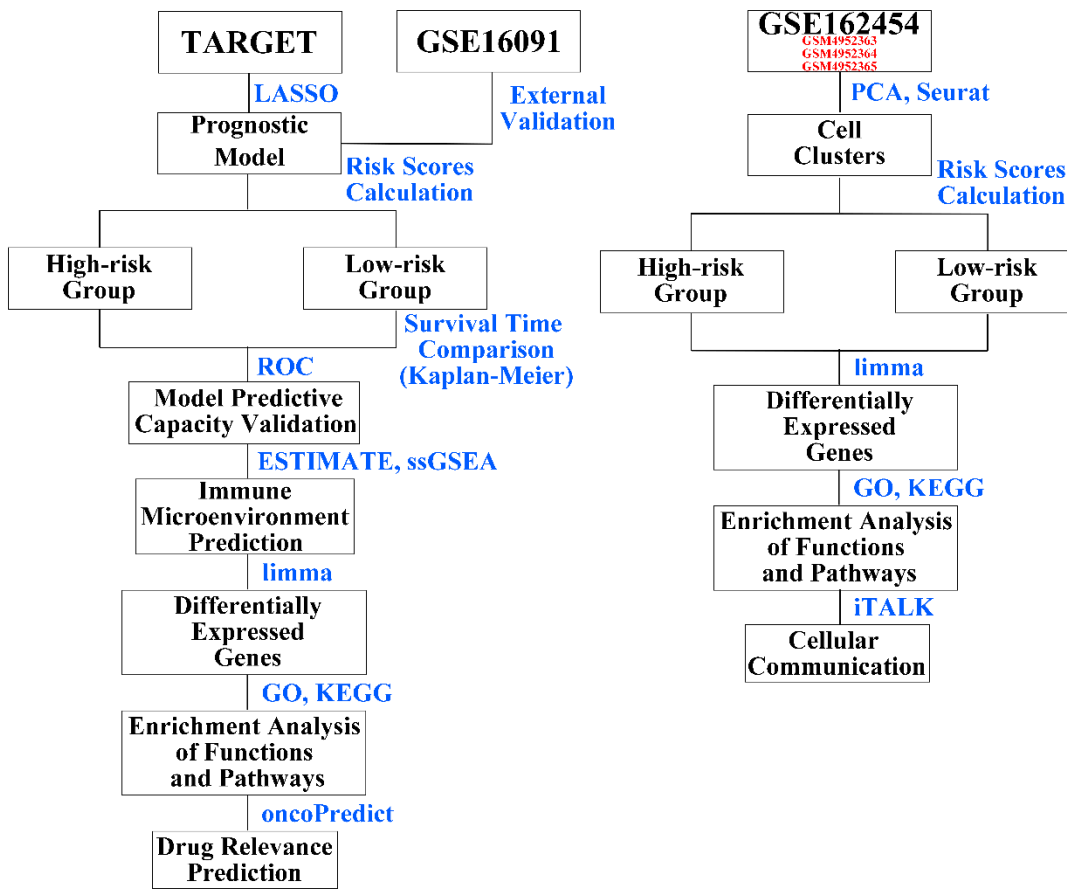 TARGET
GSE16091
LASSO
External
Validation
Prognostic
Model
Risk Scores
Calculation
High-risk
Group
Low-risk
Group
Survival Time
Comparison
(Kaplan-Meier)
ROC
Model Predictive
Capacity Validation
ESTIMATE, ssGSEA
Immune
Microenvironment
Prediction
limma
Differentially
Expressed
Genes
GO, KEGG
Enrichment Analysis
of Functions
and Pathways
oncoPredict
Drug Relevance
Prediction
GSE162454
GSM4952363
GSM4952364
GSM4952365
PCA, Seurat
Cell
Clusters
Risk Scores
Calculation
High-risk
Group
Low-risk
Group
limma
Differentially
Expressed
Genes
GO, KEGG
Enrichment Analysis
of Functions
and Pathways
iTALK
Cellular
Communication